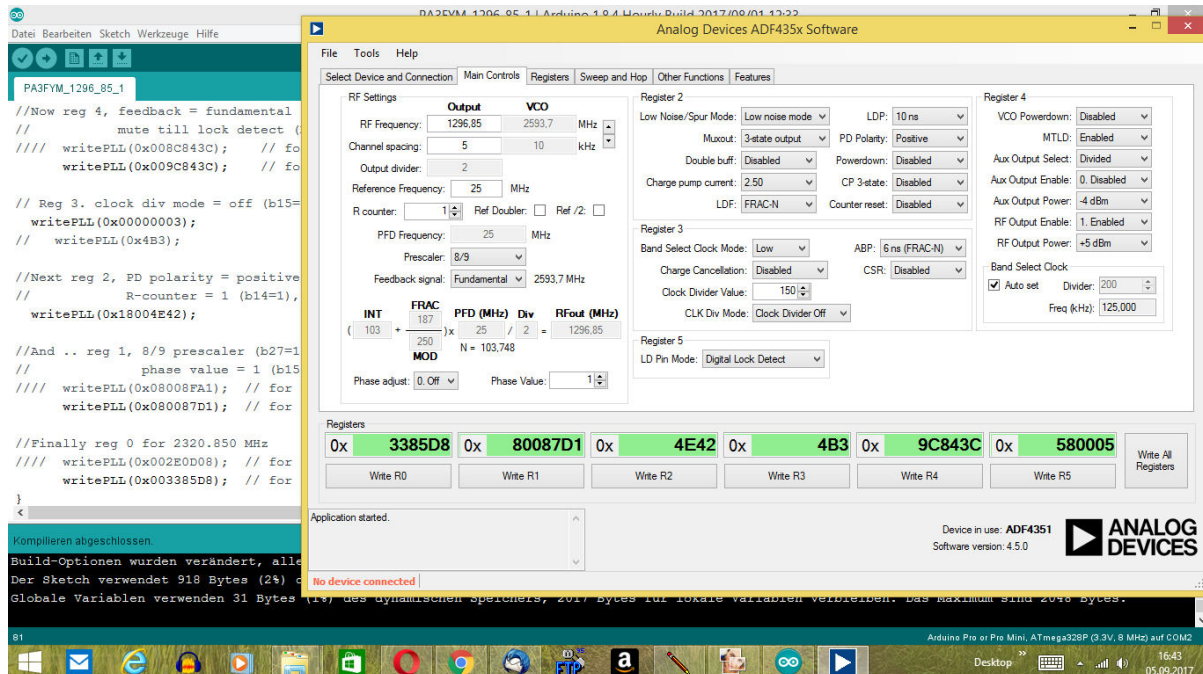 PA3FYM_1296_85_1 | Arduino 1.8.4 Hourly Build 2017/08/01 12:33
Datei Bearbeiten Sketch Werkzeuge Hilfe
PA3FYM_1296_85_1
//Now reg 4, feedback = fundamental
// mute till lock detect (
//// writePLL(0x008C843C); // fo
writePLL(0x009C843C); // fo
// Reg 3. clock div mode = off (b15=
writePLL(0x00000003);
// writePLL(0x4B3);
//Next reg 2, PD polarity = positive
// R-counter = 1 (b14=1),
writePLL(0x18004E42);
//And .. reg 1, 8/9 prescaler (b27=1
// phase value = 1 (b15
//// writePLL(0x08008FA1); // for
writePLL(0x080087D1); // for
//Finally reg 0 for 2320.850 MHz
//// writePLL(0x002E0D08); // for
writePLL(0x003385D8); // for
}
Kompilieren abgeschlossen.
Build-Optionen wurden verändert, alle
Der Sketch verwendet 918 Bytes (2%)
Globale Variablen verwenden 31 Bytes (1%) des dynamischen Speichers, 2017 Bytes für lokale Variablen verbleiben. Das Maximum sind 2048 Bytes.
81
Arduino Pro or Pro Mini, ATmega328P (3.3V, 8 MHz) auf COM2
Analog Devices ADF435x Software
File Tools Help
Select Device and Connection Main Controls Registers Sweep and Hop Other Functions Features
RF Settings
Output VCO
RF Frequency: 1296,85 2593,7 MHz
Channel spacing: 5 10 kHz
Output divider: 2
Reference Frequency: 25 MHz
R counter: 1 Ref Doubler: Ref /2:
PFD Frequency: 25 MHz
Prescaler: 8/9
Feedback signal: Fundamental 2593,7 MHz
INT FRAC PFD (MHz) Div RFout (MHz)
( 103 + 187 )x 25 / 2 = 1296.85
250
MOD N = 103,748
Phase adjust: 0. Off Phase Value: 1
Register 2
Low Noise/Spur Mode: Low noise mode LDP: 10 ns
Muxout: 3-state output PD Polarity: Positive
Double buff: Disabled Powerdown: Disabled
Charge pump current: 2.50 CP 3-state: Disabled
LDF: FRAC-N Counter reset: Disabled
Register 3
Band Select Clock Mode: Low ABP: 6 ns (FRAC-N)
Charge Cancellation: Disabled CSR: Disabled
Clock Divider Value: 150
CLK Div Mode: Clock Divider Off
Register 5
LD Pin Mode: Digital Lock Detect
Register 4
VCO Powerdown: Disabled
MTLD: Enabled
Aux Output Select: Divided
Aux Output Enable: 0. Disabled
Aux Output Power: -4 dBm
RF Output Enable: 1. Enabled
RF Output Power: +5 dBm
Band Select Clock
Auto set Divider: 200
Freq (kHz): 125,000
Registers
0x 3385D8 0x 80087D1 0x 4E42 0x 4B3 0x 9C843C 0x 580005
Write R0 Write R1 Write R2 Write R3 Write R4 Write R5 Write All Registers
Application started.
Device in use: ADF4351
Software version: 4.5.0
ANALOG
DEVICES
No device connected
FTP
a
Desktop
16:43
05.09.2017